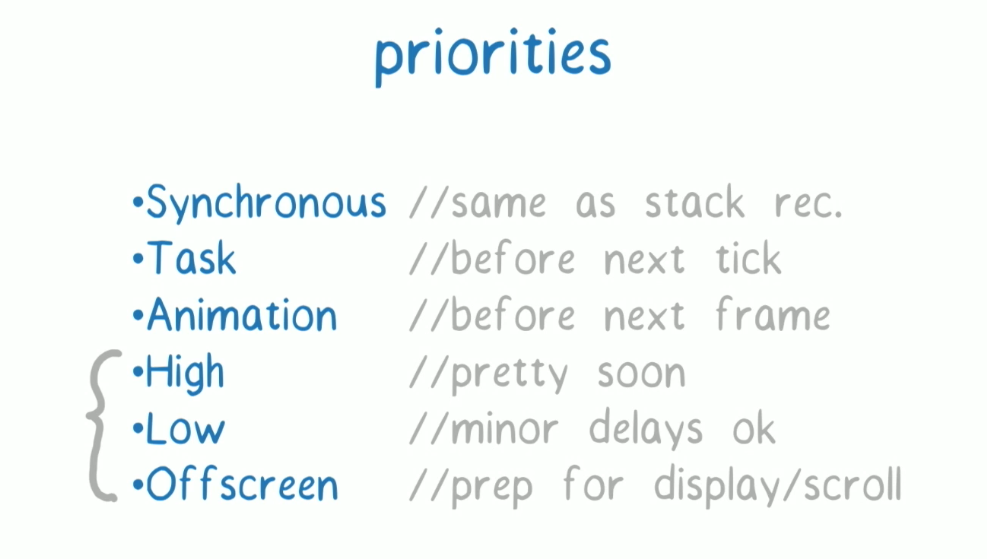 priorities
•Synchronous //same as stack rec.
•Task //before next tick
•Animation //before next frame
•High //pretty soon
•Low //minor delays ok
•Offscreen //prep for display/scroll